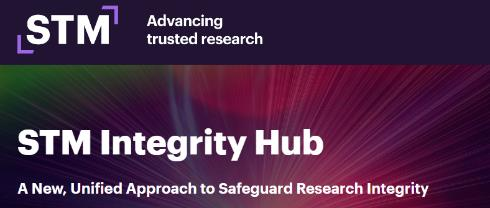 STM
Advancing
trusted research
STM Integrity Hub
A New, Unified Approach to Safeguard Research Integrity